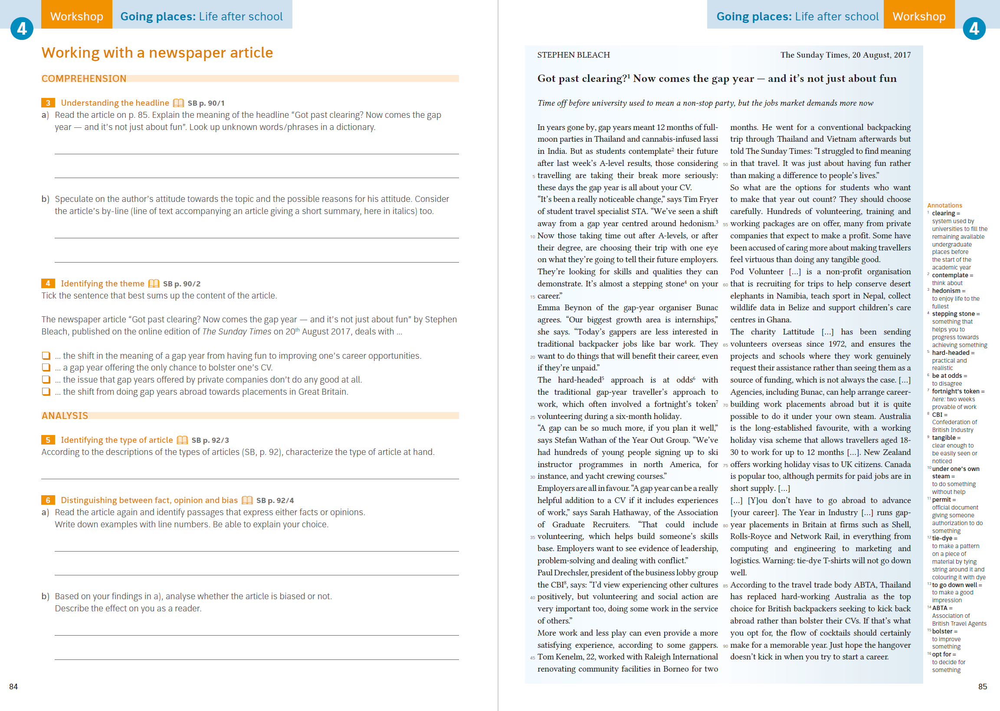 4
Workshop
Going places: Life after school
Working with a newspaper article
COMPREHENSION
3 Understanding the headline SB p. 90/1
a) Read the article on p. 85. Explain the meaning of the headline “Got past clearing? Now comes the gap
year — and it’s not just about fun”. Look up unknown words/phrases in a dictionary.
b) Speculate on the author’s attitude towards the topic and the possible reasons for his attitude. Consider
the article’s by-line (line of text accompanying an article giving a short summary, here in italics) too.
4 Identifying the theme SB p. 90/2
Tick the sentence that best sums up the content of the article.
The newspaper article “Got past clearing? Now comes the gap year — and it’s not just about fun” by Stephen
Bleach, published on the online edition of The Sunday Times on 20th August 2017, deals with ...
❏ ... the shift in the meaning of a gap year from having fun to improving one’s career opportunities.
❏ ... a gap year offering the only chance to bolster one’s CV.
❏ ... the issue that gap years offered by private companies don’t do any good at all.
❏ ... the shift from doing gap years abroad towards placements in Great Britain.
ANALYSIS
5 Identifying the type of article SB p. 92/3
According to the descriptions of the types of articles (SB, p. 92), characterize the type of article at hand.
6 Distinguishing between fact, opinion and bias SB p. 92/4
a) Read the article again and identify passages that express either facts or opinions.
Write down examples with line numbers. Be able to explain your choice.
b) Based on your findings in a), analyse whether the article is biased or not.
Describe the effect on you as a reader.
84
Going places: Life after school
Workshop
4
STEPHEN BLEACH
The Sunday Times, 20 August, 2017
Got past clearing?1 Now comes the gap year — and it’s not just about fun
Time off before university used to mean a non-stop party, but the jobs market demands more now
In years gone by, gap years meant 12 months of full-
moon parties in Thailand and cannabis-infused lassi
in India. But as students contemplate2 their future
after last week’s A-level results, those considering
5 travelling are taking their break more seriously:
these days the gap year is all about your CV.
“It’s been a really noticeable change,” says Tim Fryer
of student travel specialist STA. “We’ve seen a shift
away from a gap year centred around hedonism.3
10 Now those taking time out after A-levels, or after
their degree, are choosing their trip with one eye
on what they’re going to tell their future employers.
They’re looking for skills and qualities they can
demonstrate. It’s almost a stepping stone4 on your
15 career.”
Emma Beynon of the gap-year organiser Bunac
agrees. “Our biggest growth area is internships,”
she says. “Today’s gappers are less interested in
traditional backpacker jobs like bar work. They
20 want to do things that will benefit their career, even
if they’re unpaid.”
The hard-headed5 approach is at odds6 with
the traditional gap-year traveller’s approach to
work, which often involved a fortnight’s token7
25 volunteering during a six-month holiday.
“A gap can be so much more, if you plan it well,”
says Stefan Wathan of the Year Out Group. “We’ve
had hundreds of young people signing up to ski
instructor programmes in north America, for
30 instance, and yacht crewing courses.”
Employers are all in favour. “A gap year can be a really
helpful addition to a CV if it includes experiences
of work,” says Sarah Hathaway, of the Association
of Graduate Recruiters. “That could include
35 volunteering, which helps build someone’s skills
base. Employers want to see evidence of leadership,
problem-solving and dealing with conflict.”
Paul Drechsler, president of the business lobby group
the CBI8, says: “I’d view experiencing other cultures
40 positively, but volunteering and social action are
very important too, doing some work in the service
of others.”
More work and less play can even provide a more
satisfying experience, according to some gappers.
45 Tom Kenelm, 22, worked with Raleigh International
renovating community facilities in Borneo for two
months. He went for a conventional backpacking
trip through Thailand and Vietnam afterwards but
told The Sunday Times: “I struggled to find meaning
50 in that travel. It was just about having fun rather
than making a difference to people’s lives.”
So what are the options for students who want
to make that year out count? They should choose
carefully. Hundreds of volunteering, training and
55 working packages are on offer, many from private
companies that expect to make a profit. Some have
been accused of caring more about making travellers
feel virtuous than doing any tangible good.
Pod Volunteer [...] is a non-profit organisation
60 that is recruiting for trips to help conserve desert
elephants in Namibia, teach sport in Nepal, collect
wildlife data in Belize and support children’s care
centres in Ghana.
The charity Lattitude [...] has been sending
65 volunteers overseas since 1972, and ensures the
projects and schools where they work genuinely
request their assistance rather than seeing them as a
source of funding, which is not always the case. [...]
Agencies, including Bunac, can help arrange career-
70 building work placements abroad but it is quite
possible to do it under your own steam. Australia
is the long-established favourite, with a working
holiday visa scheme that allows travellers aged 18-
30 to work for up to 12 months [...]. New Zealand
75 offers working holiday visas to UK citizens. Canada
is popular too, although permits for paid jobs are in
short supply. [...]
[...] [Y]ou don’t have to go abroad to advance
[your career]. The Year in Industry [...] runs gap-
80 year placements in Britain at firms such as Shell,
Rolls-Royce and Network Rail, in everything from
computing and engineering to marketing and
logistics. Warning: tie-dye T-shirts will not go down
well.
85 According to the travel trade body ABTA, Thailand
has replaced hard-working Australia as the top
choice for British backpackers seeking to kick back
abroad rather than bolster their CVs. If that’s what
you opt for, the flow of cocktails should certainly
90 make for a memorable year. Just hope the hangover
doesn’t kick in when you try to start a career.
Annotations
1 clearing =
system used by
universities to fill the
remaining available
undergraduate
places before
the start of the
academic year
2 contemplate =
think about
3 hedonism =
to enjoy life to the
fullest
4 stepping stone =
something that
helps you to
progress towards
achieving something
5 hard-headed =
practical and
realistic
6 be at odds =
to disagree
7 fortnight’s token =
here: two weeks
provable of work
8 CBI =
Confederation of
British Industry
9 tangible =
clear enough to
be easily seen or
noticed
10 under one’s own
steam =
to do something
without help
11 permit =
official document
giving someone
authorization to do
something
12 tie-dye =
to make a pattern
on a piece of
material by tying
string around it and
colouring it with dye
13 to go down well =
to make a good
impression
14 ABTA =
Association of
British Travel Agents
15 bolster =
to improve
something
16 opt for =
to decide for
something
85